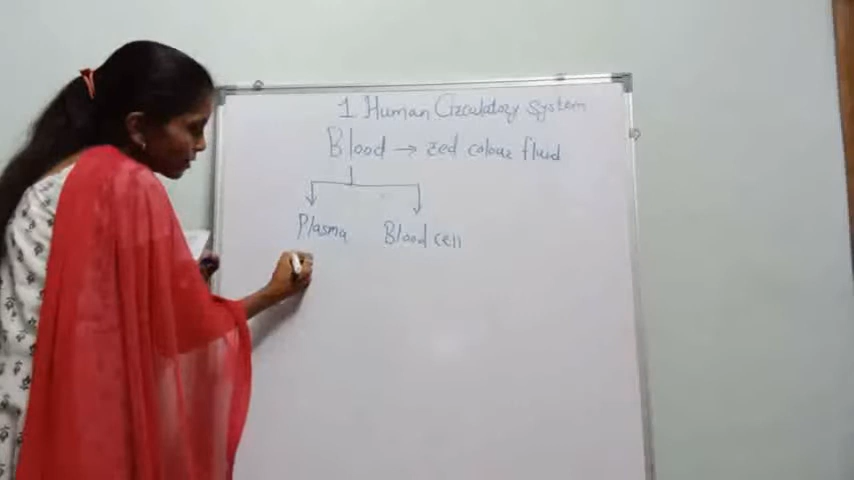 1 Human Circulatory System
Blood → red colour fluid
Plasma Blood cell